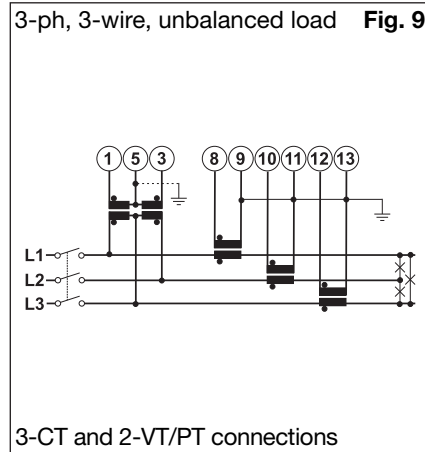 3-ph, 3-wire, unbalanced load Fig. 9
1 5 3 8 9 10 11 12 13
L1
L2
L3
3-CT and 2-VT/PT connections